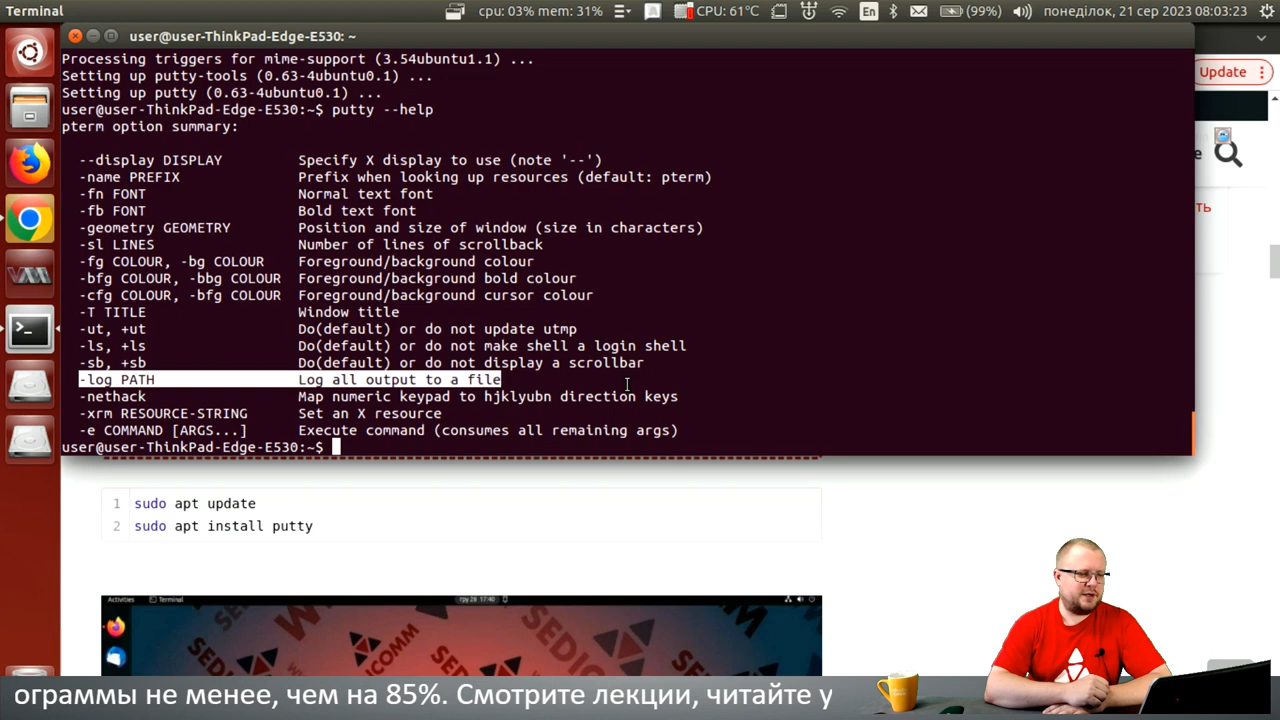 Terminal
cpu: 03% mem: 31%
A
CPU: 61°C
En
(99%)
понеділок, 21 сер 2023 08:03:23
user@user-ThinkPad-Edge-E530: ~
Update
Processing triggers for mime-support (3.54ubuntu1.1) ...
Setting up putty-tools (0.63-4ubuntu0.1) ...
Setting up putty (0.63-4ubuntu0.1) ...
user@user-ThinkPad-Edge-E530:~$ putty --help
pterm option summary:
--display DISPLAY Specify X display to use (note '--')
-name PREFIX Prefix when looking up resources (default: pterm)
-fn FONT Normal text font
-fb FONT Bold text font
-geometry GEOMETRY Position and size of window (size in characters)
-sl LINES Number of lines of scrollback
-fg COLOUR, -bg COLOUR Foreground/background colour
-bfg COLOUR, -bbg COLOUR Foreground/background bold colour
-cfg COLOUR, -bfg COLOUR Foreground/background cursor colour
-T TITLE Window title
-ut, +ut Do(default) or do not update utmp
-ls, +ls Do(default) or do not make shell a login shell
-sb, +sb Do(default) or do not display a scrollbar
-log PATH Log all output to a file
-nethack Map numeric keypad to hjklyubn direction keys
-xrm RESOURCE-STRING Set an X resource
-e COMMAND [ARGS...] Execute command (consumes all remaining args)
user@user-ThinkPad-Edge-E530:~$
e
ть
1 sudo apt update
2 sudo apt install putty
Activities Terminal гру 28 17:40
SEDICOMM
SEDICOMM
ограммы не менее, чем на 85%. Смотрите лекции, читайте у